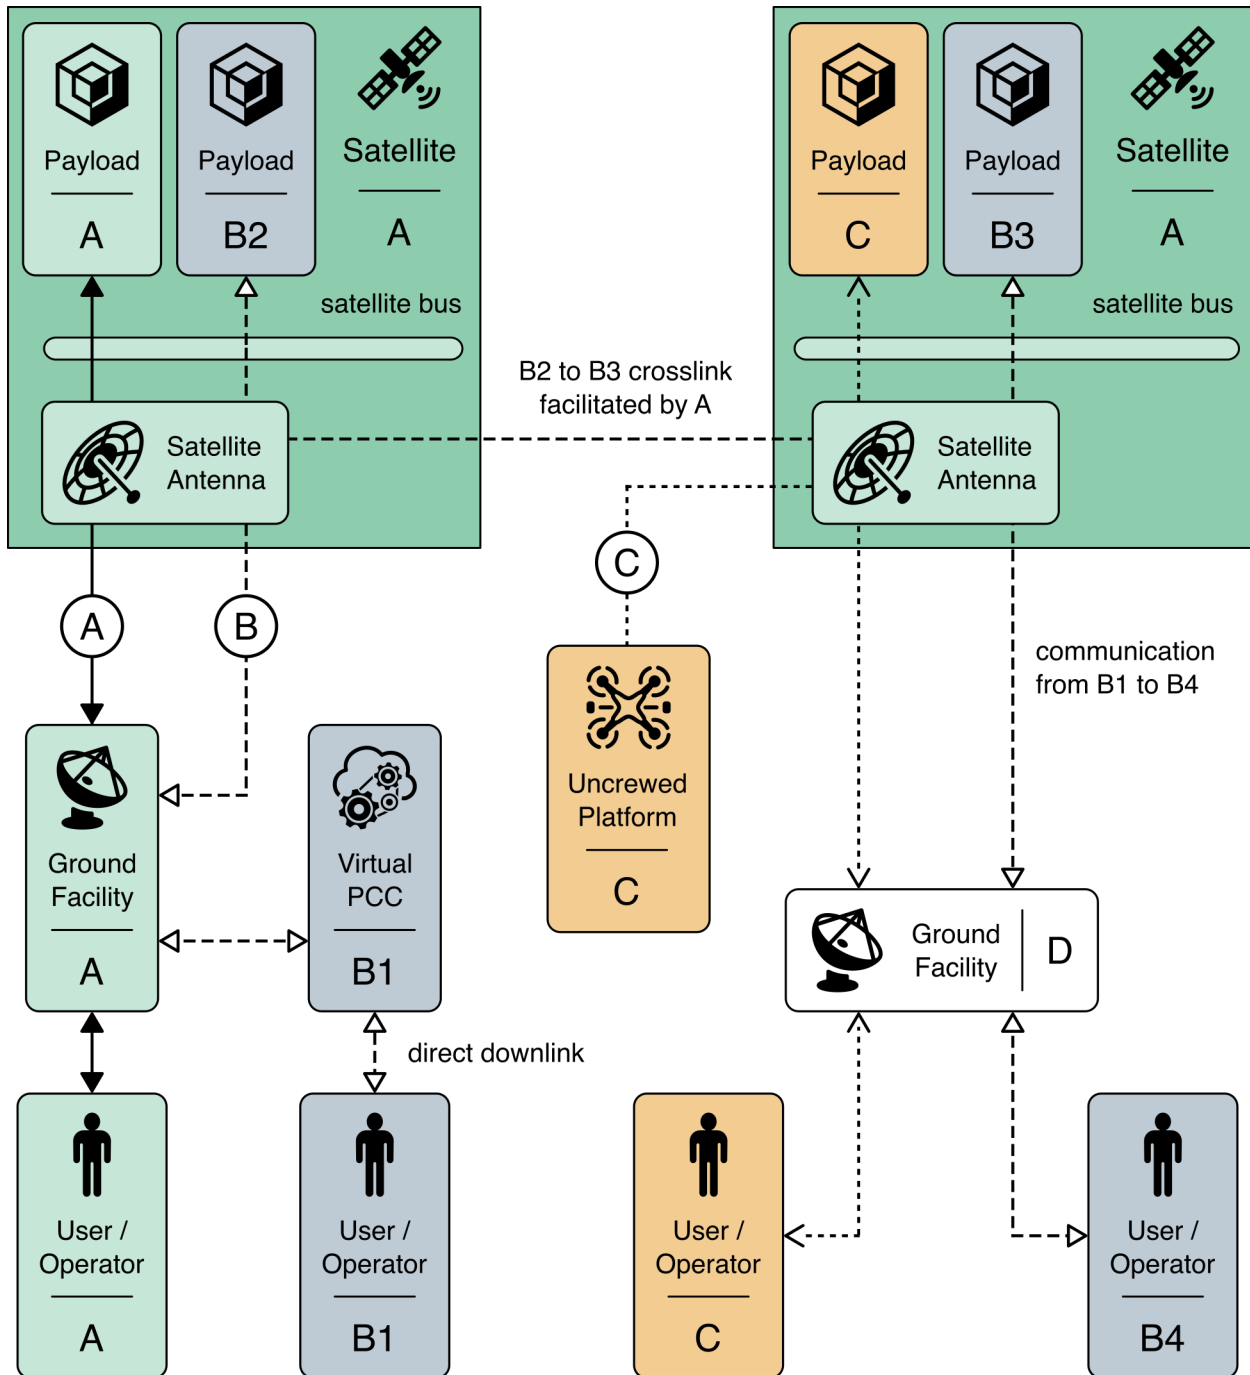 Payload
A
Payload
B2
Satellite
A
satellite bus
Satellite
Antenna
Payload
C
Payload
B3
Satellite
A
satellite bus
Satellite
Antenna
B2 to B3 crosslink
facilitated by A
A
B
C
communication
from B1 to B4
Ground
Facility
A
Virtual
PCC
B1
Uncrewed
Platform
C
Ground
Facility
D
direct downlink
User /
Operator
A
User /
Operator
B1
User /
Operator
C
User /
Operator
B4